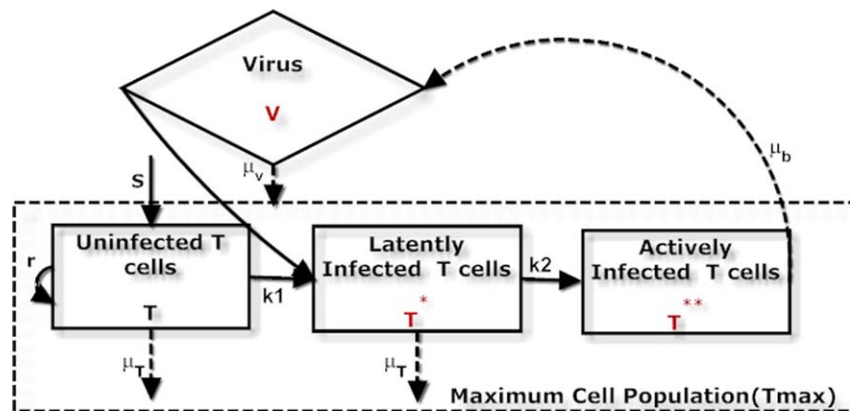 Virus
V
μv
μb
S
Uninfected T
cells
T
r
k1
Latently
Infected T cells
T*
k2
Actively
Infected T cells
T**
μT
μT
Maximum Cell Population(Tmax)